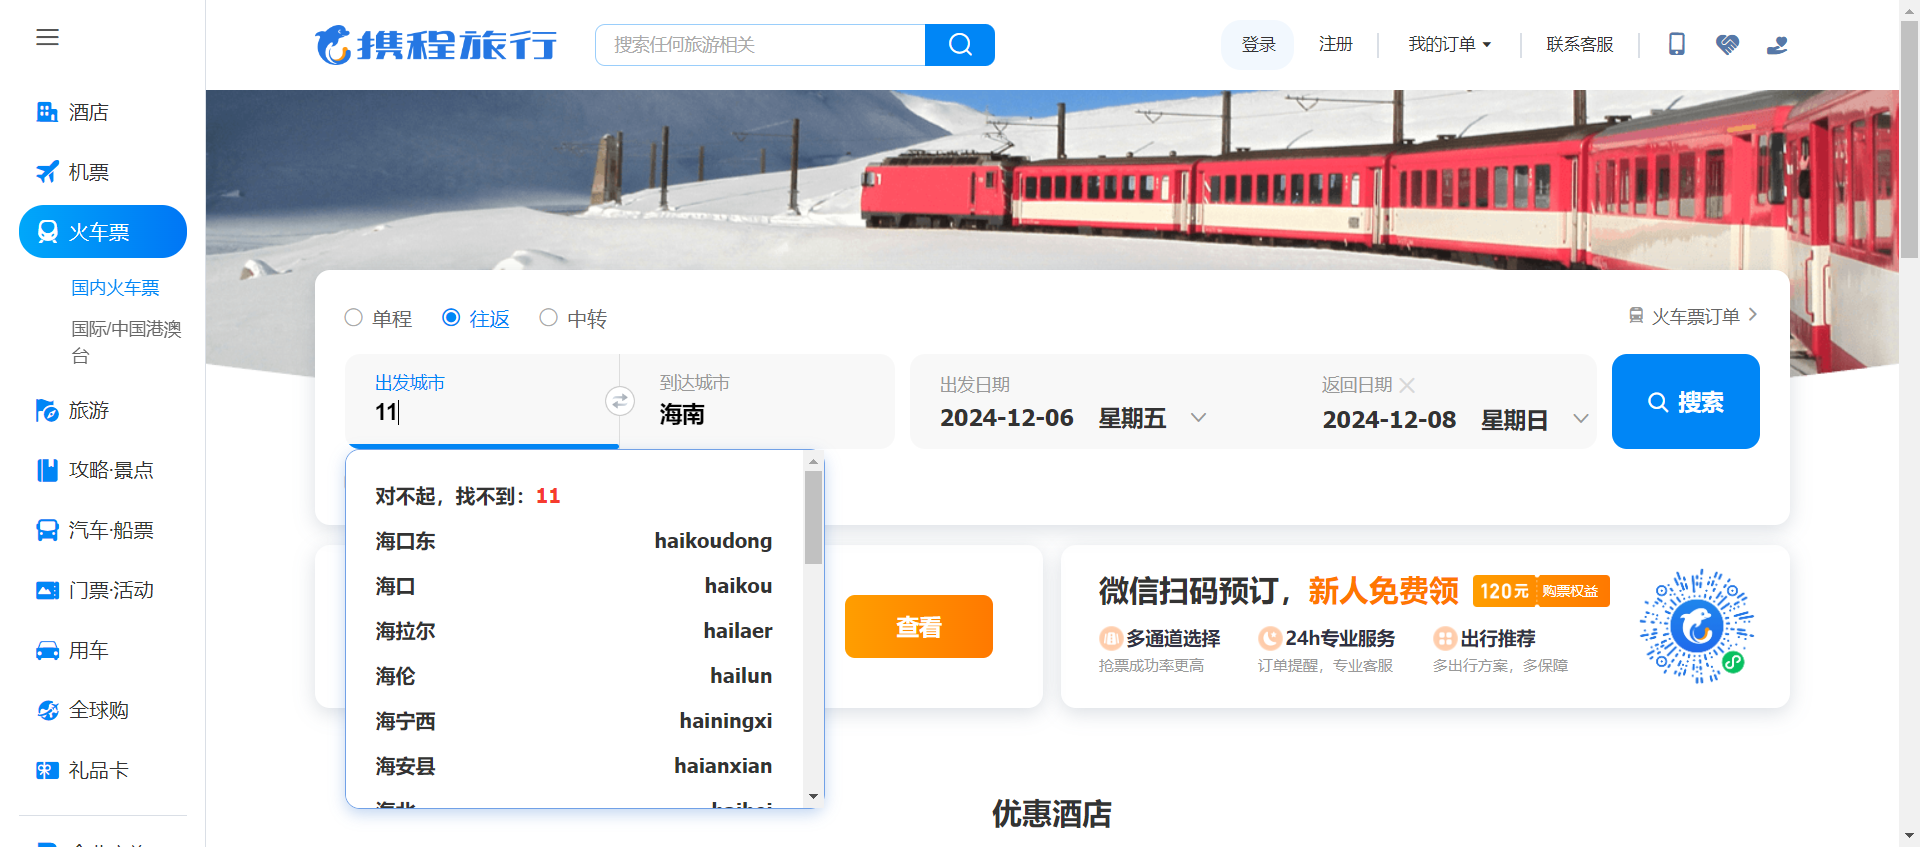 携程旅行
搜索任何旅游相关
登录
注册
我的订单
联系客服
酒店
机票
火车票
国内火车票
国际/中国港澳
台
旅游
攻略·景点
汽车·船票
门票·活动
用车
全球购
礼品卡
单程
往返
中转
火车票订单
出发城市
11
到达城市
海南
出发日期
2024-12-06 星期五
返回日期
2024-12-08 星期日
搜索
对不起，找不到：11
海口东 haikoudong
海口 haikou
海拉尔 hailaer
海伦 hailun
海宁西 hainingxi
海安县 haianxian
海北 haibei
查看
微信扫码预订，新人免费领 120元 购票权益
多通道选择
抢票成功率更高
24h专业服务
订单提醒，专业客服
出行推荐
多出行方案，多保障
优惠酒店